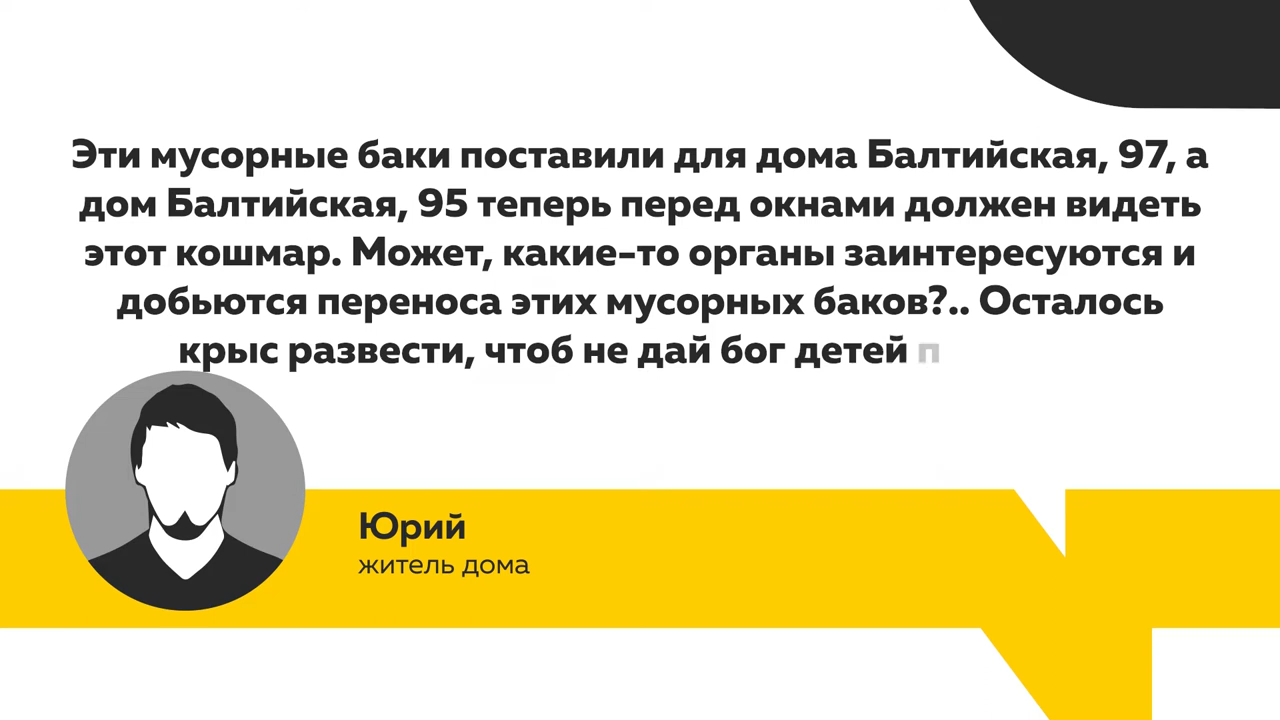 Эти мусорные баки поставили для дома Балтийская, 97, а
дом Балтийская, 95 теперь перед окнами должен видеть
этот кошмар. Может, какие-то органы заинтересуются и
добьются переноса этих мусорных баков?.. Осталось
крыс развести, чтоб не дай бог детей п
Юрий
житель дома